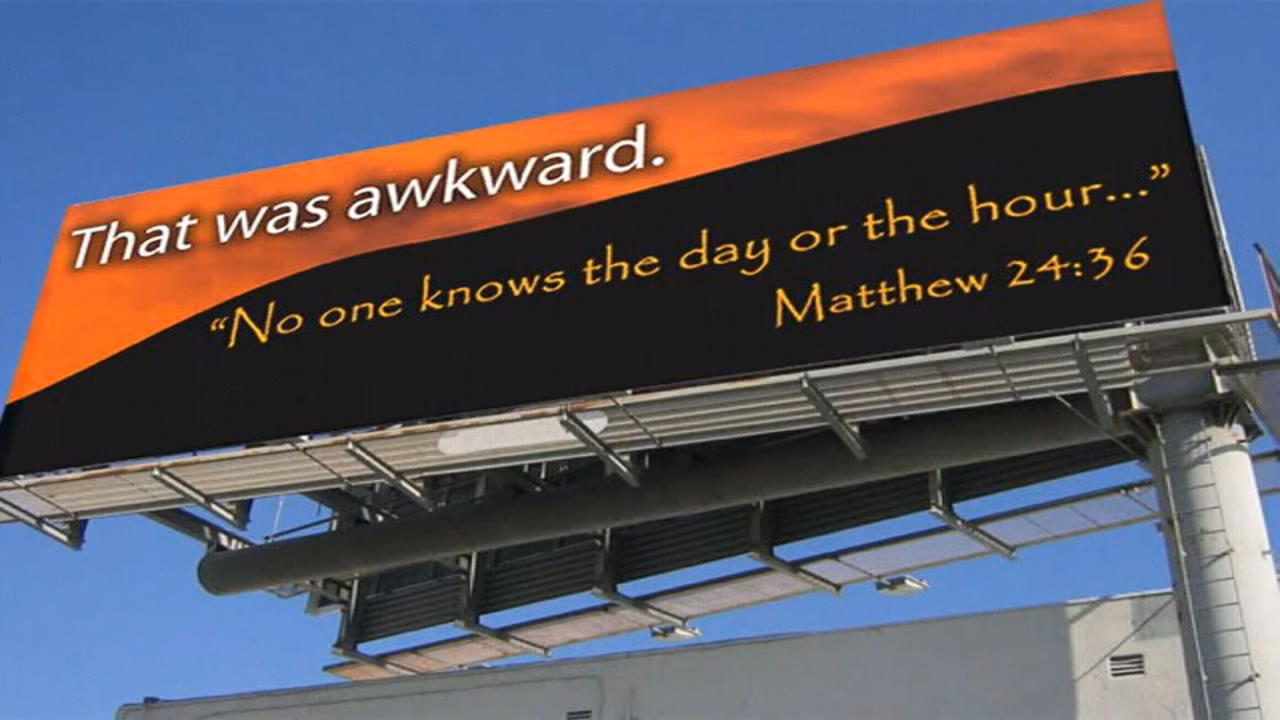 That was awkward.
“No one knows the day or the hour...”
Matthew 24:36